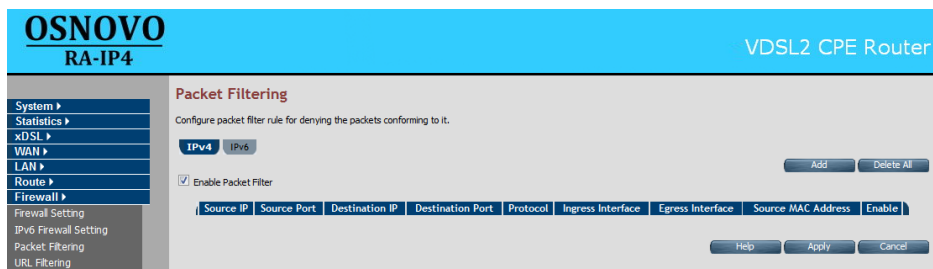 OSNOVO
RA-IP4
VDSL2 CPE Router
System
Statistics
xDSL
WAN
LAN
Route
Firewall
Firewall Setting
IPv6 Firewall Setting
Packet Filtering
URL Filtering
Packet Filtering
Configure packet filter rule for denying the packets conforming to it.
IPv4 IPv6
Add Delete All
Enable Packet Filter
Source IP Source Port Destination IP Destination Port Protocol Ingress Interface Egress Interface Source MAC Address Enable
Help Apply Cancel